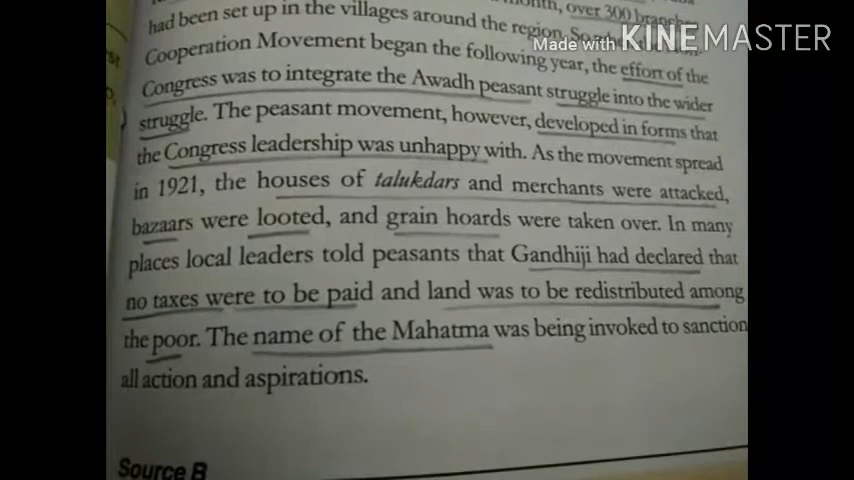 month, over 300 branches
had been set up in the villages around the region. So
Cooperation Movement began the following year, the effort of the
Congress was to integrate the Awadh peasant struggle into the wider
struggle. The peasant movement, however, developed in forms that
the Congress leadership was unhappy with. As the movement spread
in 1921, the houses of talukdars and merchants were attacked,
bazaars were looted, and grain hoards were taken over. In many
places local leaders told peasants that Gandhiji had declared that
no taxes were to be paid and land was to be redistributed among
the poor. The name of the Mahatma was being invoked to sanction
all action and aspirations.
Source B
Made with KINEMASTER